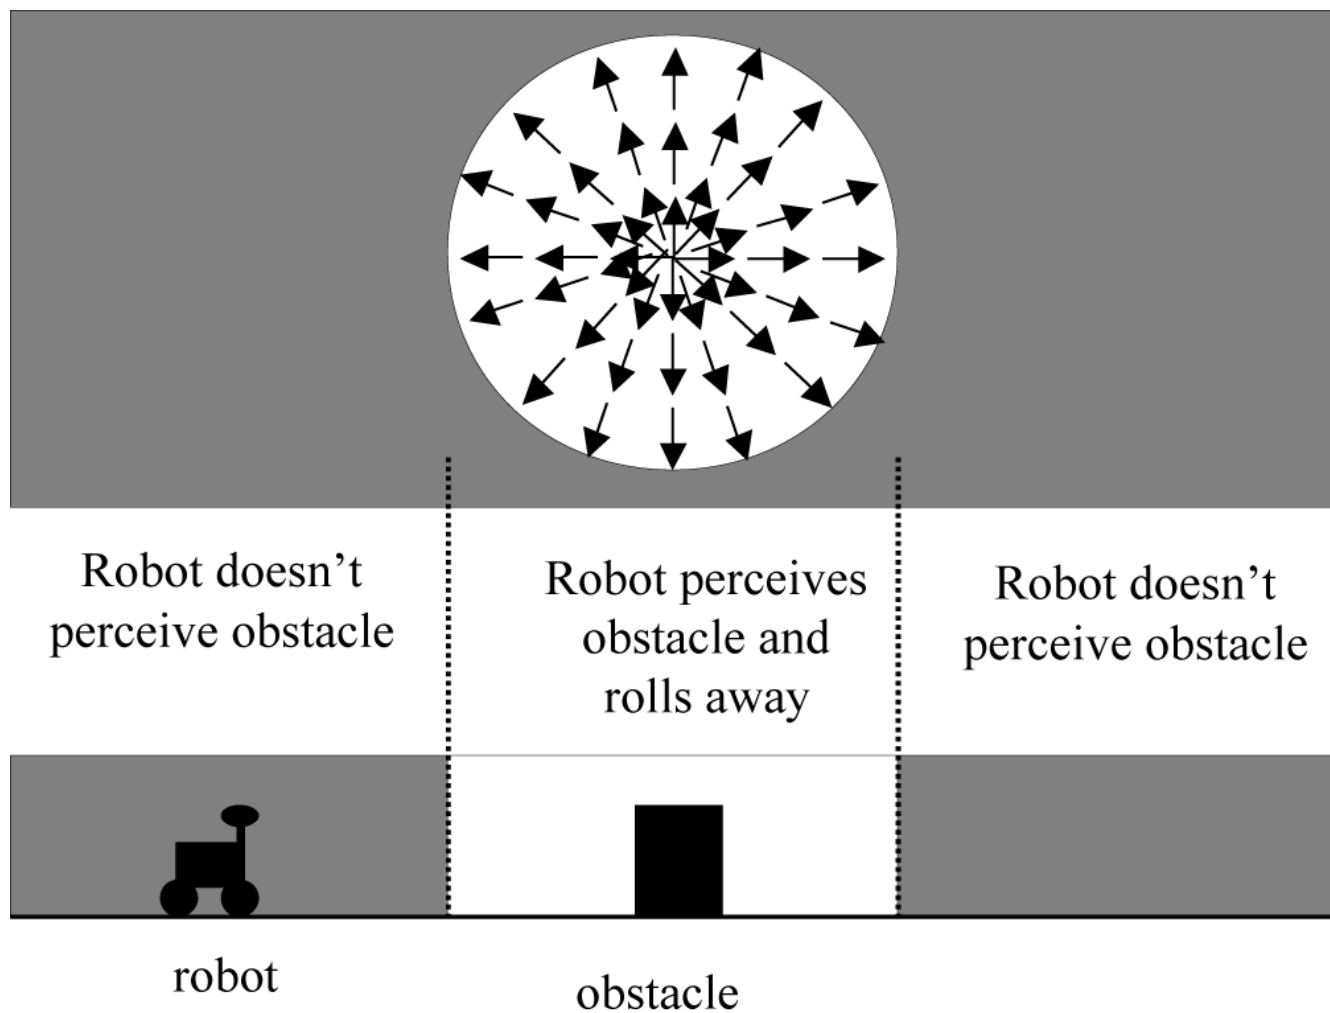 Robot doesn’t
perceive obstacle
Robot perceives
obstacle and
rolls away
Robot doesn’t
perceive obstacle
robot
obstacle